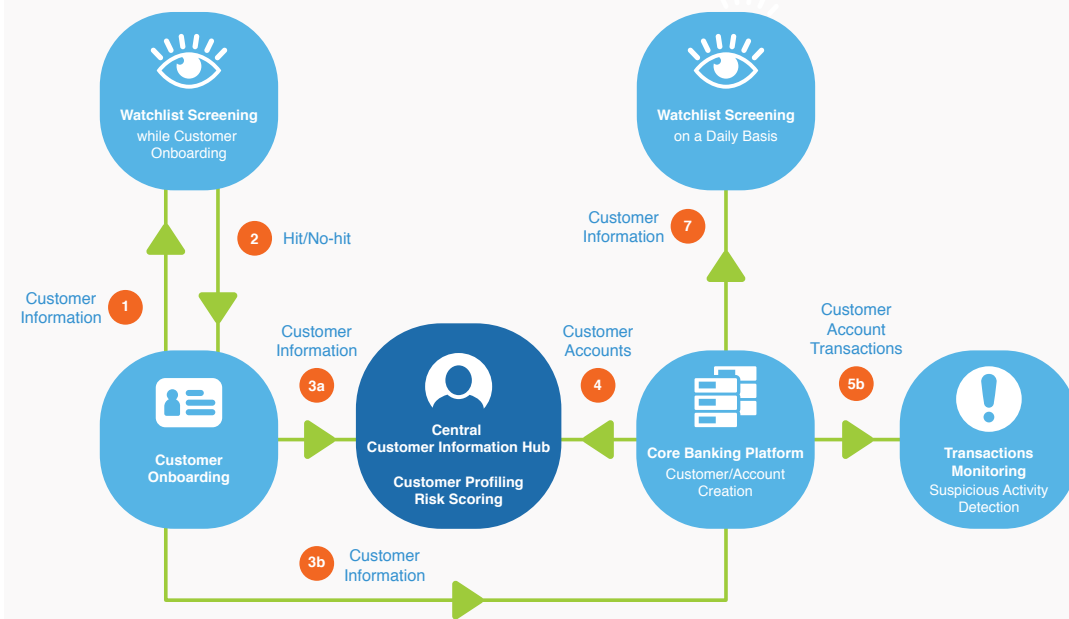 Watchlist Screening
while Customer
Onboarding
Watchlist Screening
on a Daily Basis
2 Hit/No-hit
Customer
Information
7
Customer
Information
1
Customer
Information
3a
Customer
Accounts
4
Customer
Account
Transactions
5b
Customer
Onboarding
Central
Customer Information Hub
Customer Profiling
Risk Scoring
Core Banking Platform
Customer/Account
Creation
Transactions
Monitoring
Suspicious Activity
Detection
3b
Customer
Information